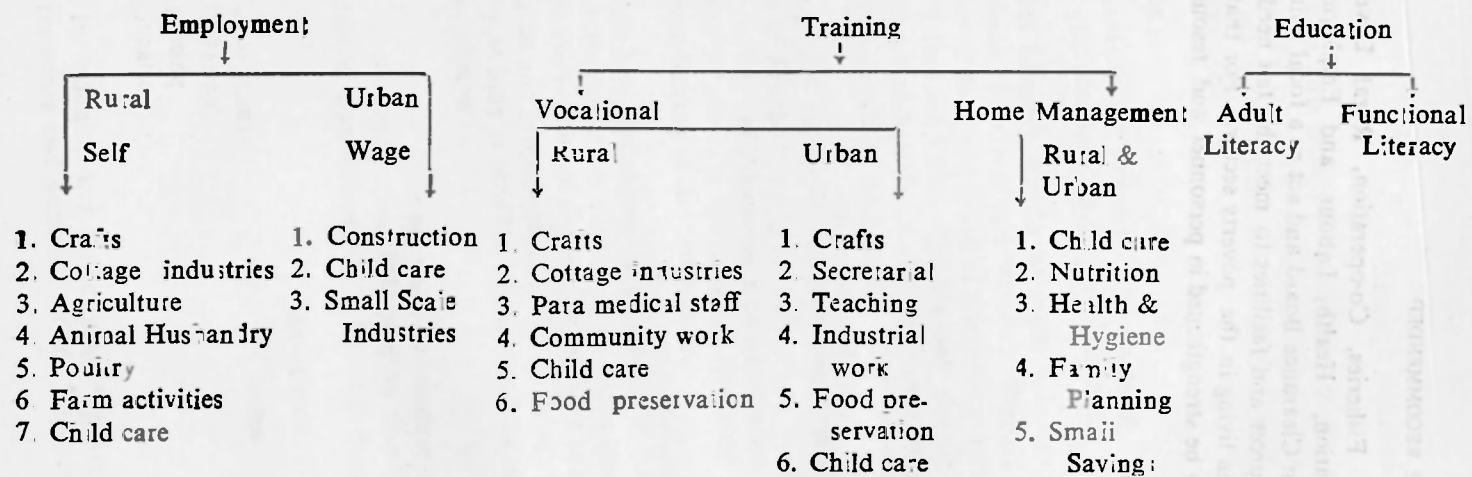 Employment
Rural Urban
Self Wage
1. Crafts
2. Cottage industries
3. Agriculture
4. Animal Husbandry
5. Poultry
6. Farm activities
7. Child care
1. Construction
2. Child care
3. Small Scale
Industries
Training
Vocational
Rural
1. Crafts
2. Cottage industries
3. Para medical staff
4. Community work
5. Child care
6. Food preservation
Urban
1. Crafts
2. Secretarial
3. Teaching
4. Industrial
work
5. Food pre-
servation
6. Child care
Home Management
Rural &
Urban
1. Child care
2. Nutrition
3. Health &
Hygiene
4. Family
Planning
5. Small
Savings
Education
Adult
Literacy
Functional
Literacy